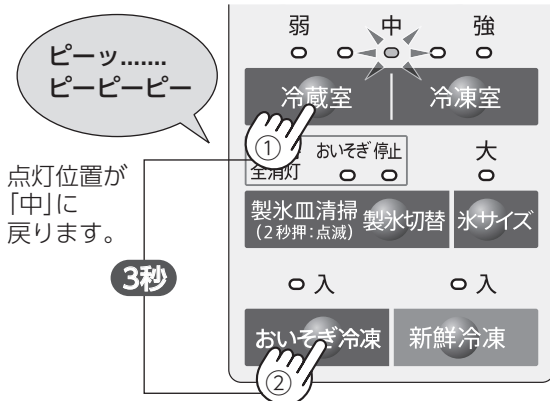 ピーッ.......
ピーピーピー
点灯位置が
「中」に
戻ります。
3秒
弱 中 強
冷蔵室 冷凍室
①
おいそぎ 停止
全消灯
大
製氷皿清掃
(2秒押:点滅)
製氷切替
氷サイズ
入 入
おいそぎ冷凍 新鮮冷凍
②